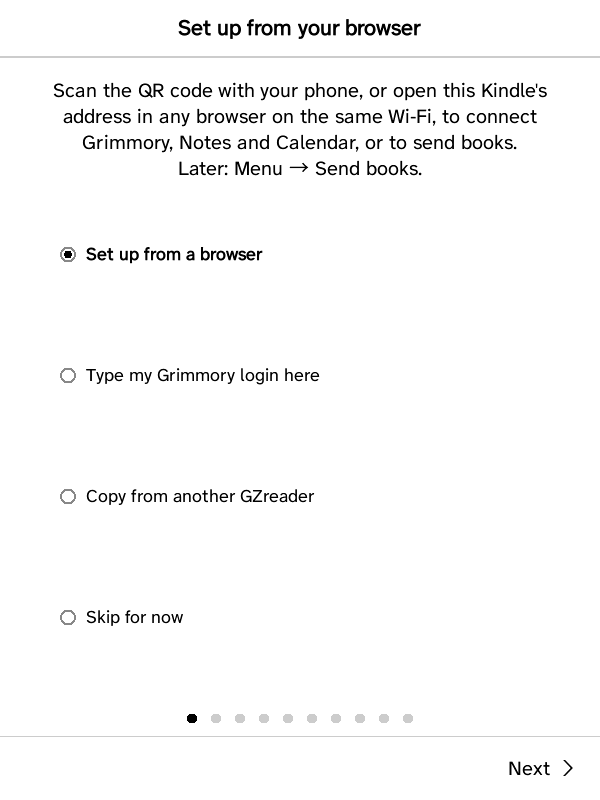 Set up from your browser
Scan the QR code with your phone, or open this Kindle's
address in any browser on the same Wi-Fi, to connect
Grimmory, Notes and Calendar, or to send books.
Later: Menu → Send books.
Set up from a browser
Type my Grimmory login here
Copy from another GZreader
Skip for now
Next